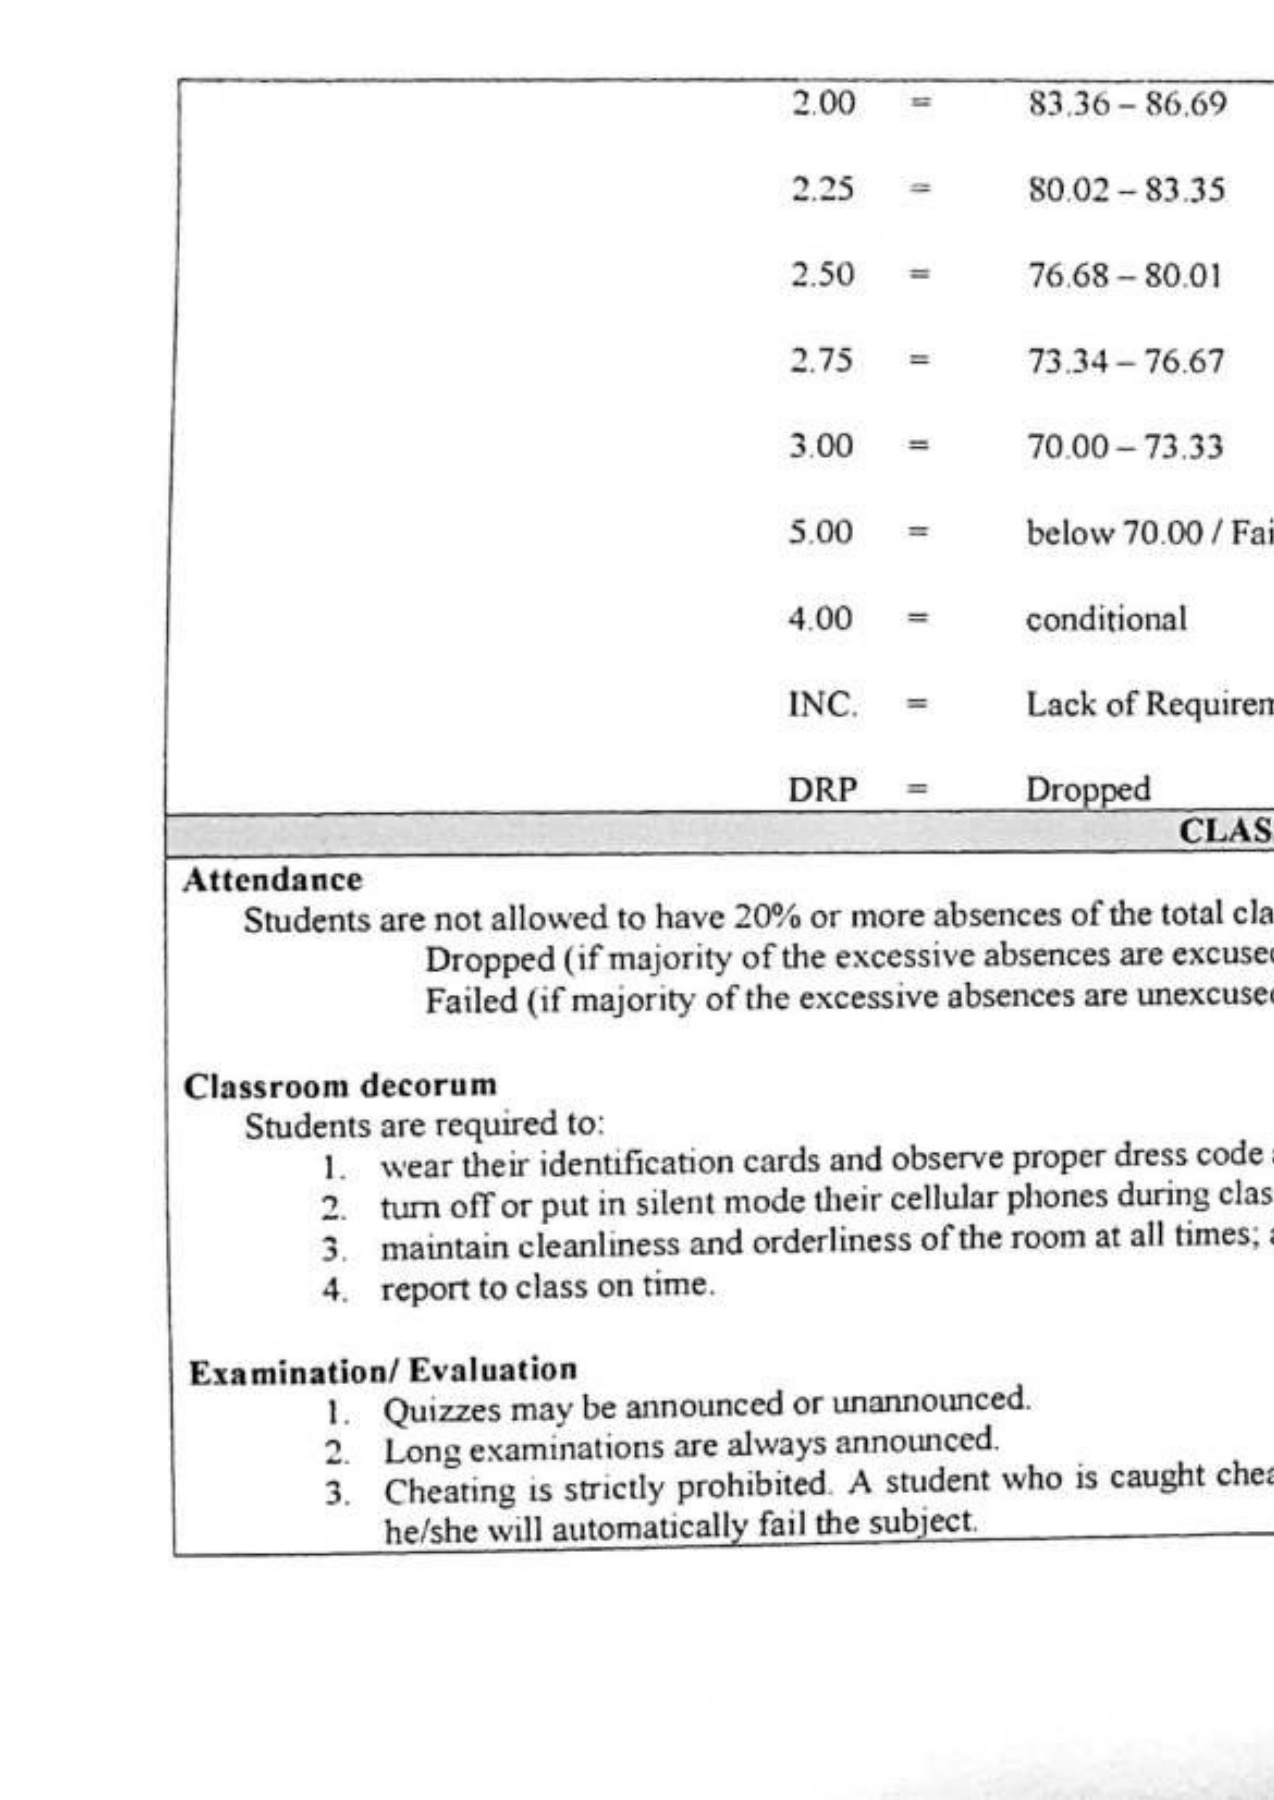 2.00 = 83.36 – 86.69
2.25 = 80.02 – 83.35
2.50 = 76.68 – 80.01
2.75 = 73.34 – 76.67
3.00 = 70.00 – 73.33
5.00 = below 70.00 / Fai
4.00 = conditional
INC. = Lack of Requirem
DRP = Dropped
CLAS
Attendance
Students are not allowed to have 20% or more absences of the total cla
Dropped (if majority of the excessive absences are excused
Failed (if majority of the excessive absences are unexcused
Classroom decorum
Students are required to:
1. wear their identification cards and observe proper dress code a
2. turn off or put in silent mode their cellular phones during clas
3. maintain cleanliness and orderliness of the room at all times; a
4. report to class on time.
Examination/ Evaluation
1. Quizzes may be announced or unannounced.
2. Long examinations are always announced.
3. Cheating is strictly prohibited. A student who is caught chea
he/she will automatically fail the subject.